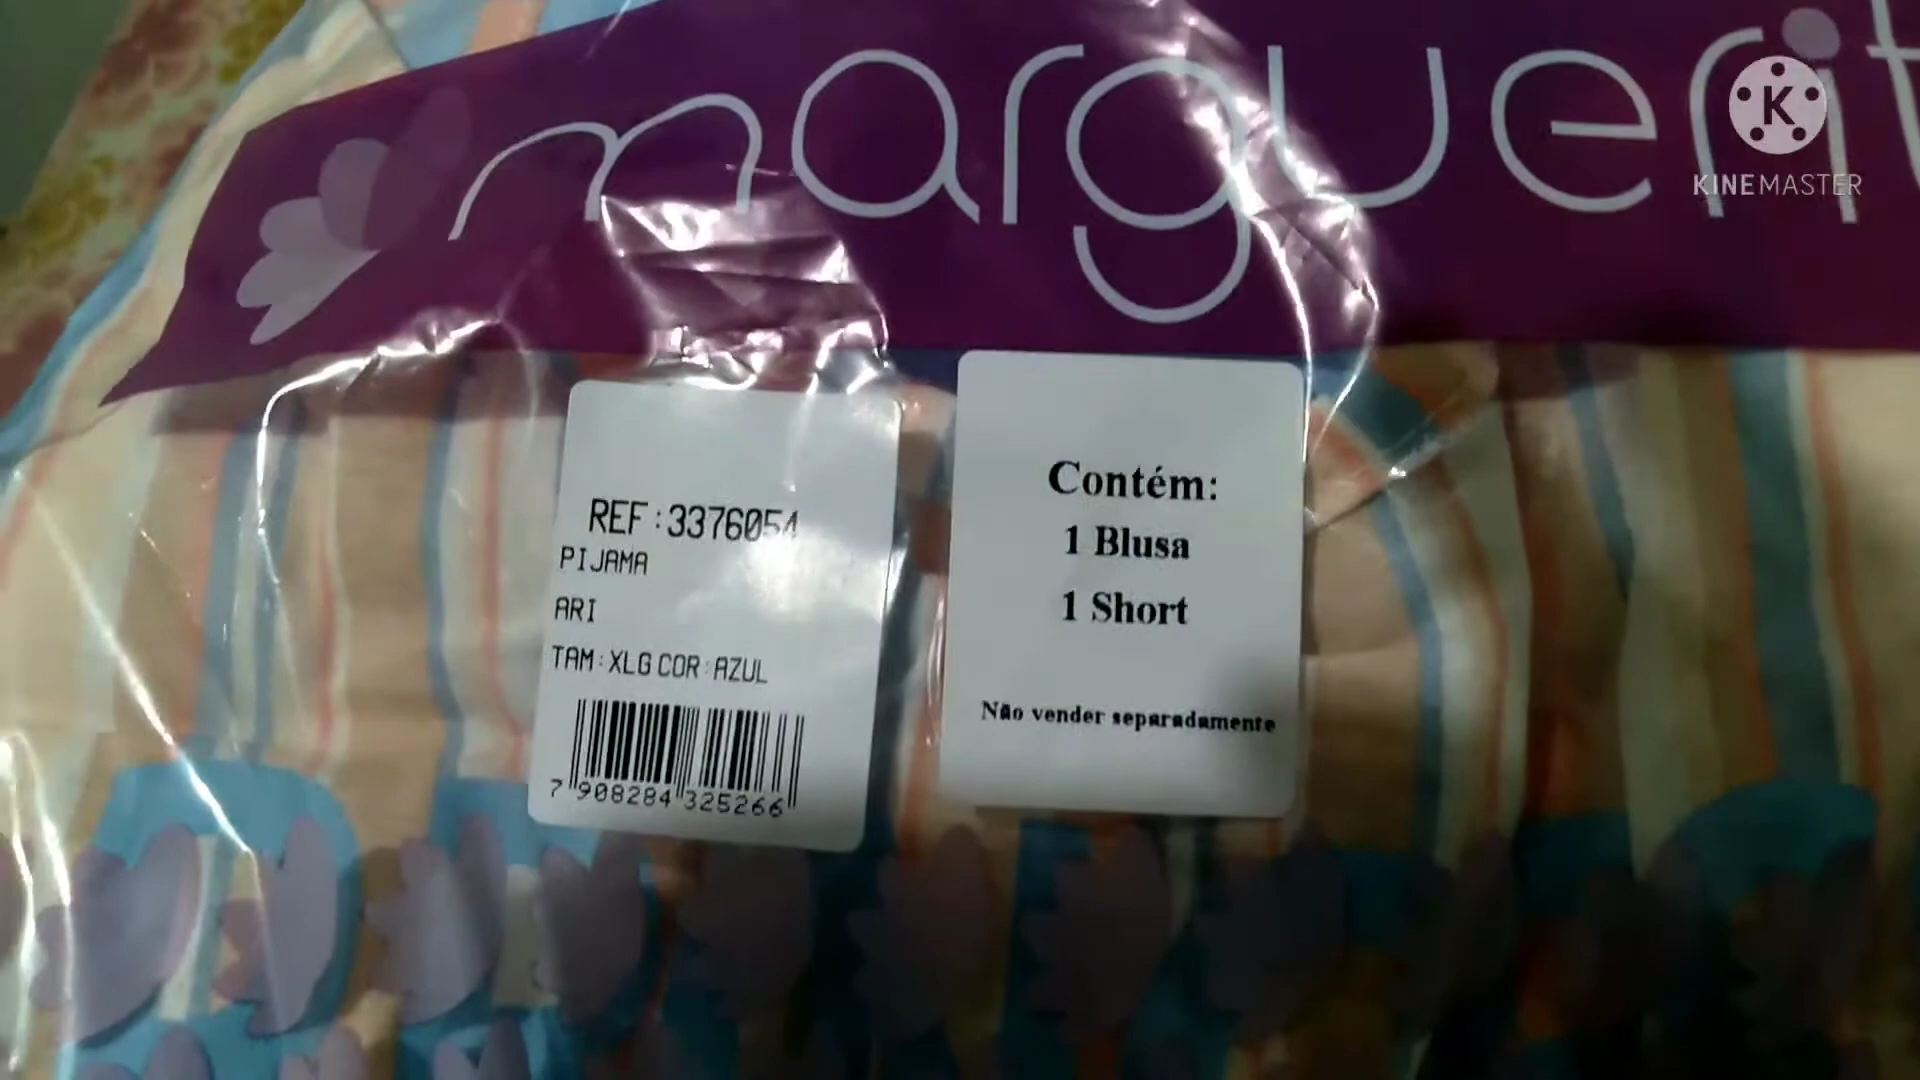 marguerit
KINEMASTER
REF:3376054
PIJAMA
ARI
TAM:XLG COR:AZUL
7 908284 325266
Contém:
1 Blusa
1 Short
Não vender separadamente